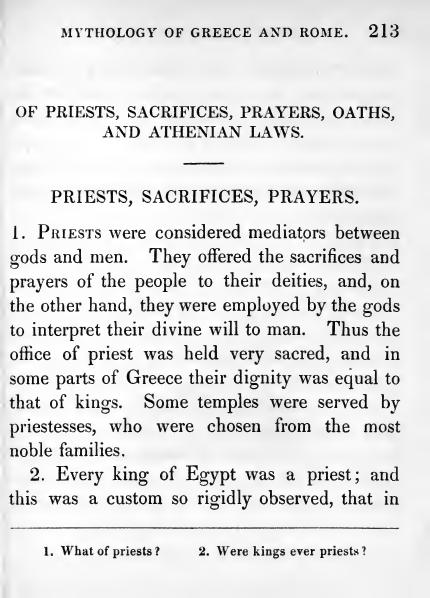 MYTHOLOGY OF GREECE AND ROME. 213
OF PRIESTS, SACRIFICES, PRAYERS, OATHS,
AND ATHENIAN LAWS.
PRIESTS, SACRIFICES, PRAYERS.
1. PRIESTS were considered mediators between
gods and men. They offered the sacrifices and
prayers of the people to their deities, and, on
the other hand, they were employed by the gods
to interpret their divine will to man. Thus the
office of priest was held very sacred, and in
some parts of Greece their dignity was equal to
that of kings. Some temples were served by
priestesses, who were chosen from the most
noble families.
2. Every king of Egypt was a priest; and
this was a custom so rigidly observed, that in
1. What of priests? 2. Were kings ever priests?